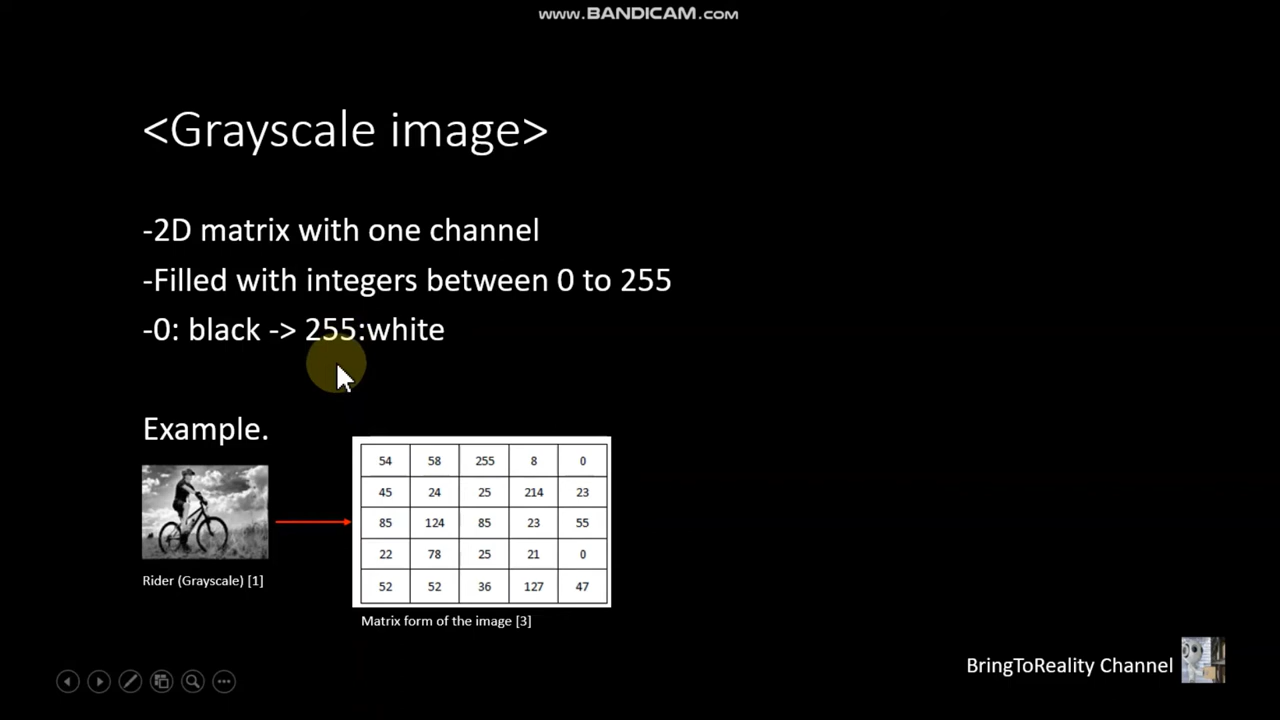 www.BANDICAM.com
<Grayscale image>
-2D matrix with one channel
-Filled with integers between 0 to 255
-0: black -> 255:white
Example.
54 58 255 8 0
45 24 25 214 23
85 124 85 23 55
22 78 25 21 0
52 52 36 127 47
Rider (Grayscale) [1]
Matrix form of the image [3]
BringToReality Channel